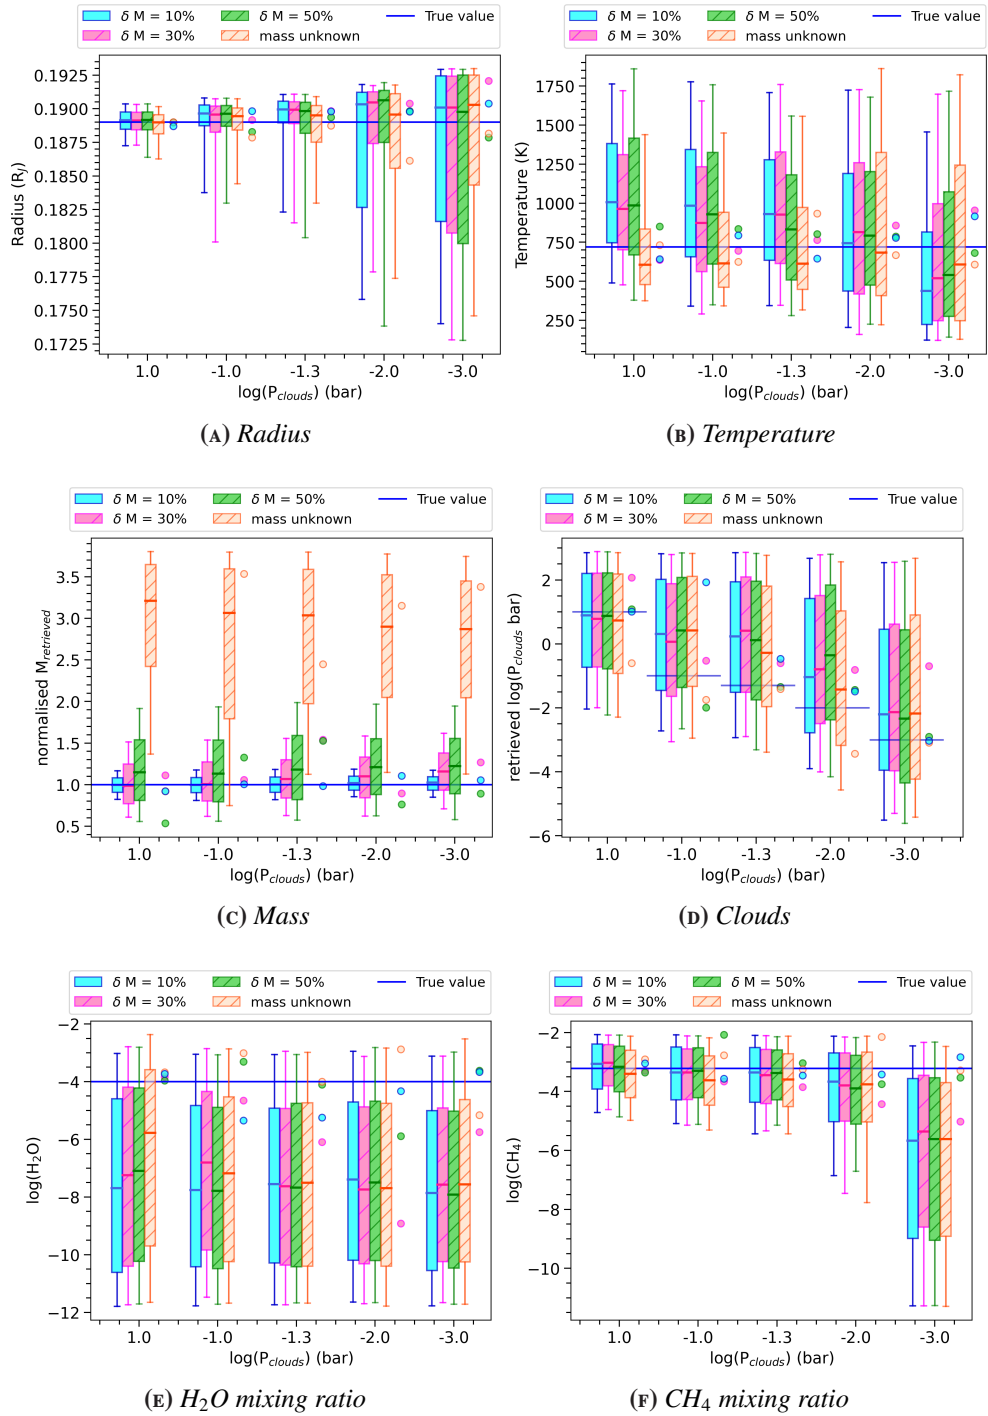 δ M = 10%
δ M = 50%
True value
δ M = 30%
mass unknown
0.1925
0.1900
0.1875
0.1850
0.1825
0.1800
0.1775
0.1750
0.1725
Radius (R_J)
1.0 -1.0 -1.3 -2.0 -3.0
log(P_clouds) (bar)
(A) Radius
δ M = 10%
δ M = 50%
True value
δ M = 30%
mass unknown
1750
1500
1250
1000
750
500
250
Temperature (K)
1.0 -1.0 -1.3 -2.0 -3.0
log(P_clouds) (bar)
(B) Temperature
δ M = 10%
δ M = 50%
True value
δ M = 30%
mass unknown
3.5
3.0
2.5
2.0
1.5
1.0
0.5
normalised M_retrieved
1.0 -1.0 -1.3 -2.0 -3.0
log(P_clouds) (bar)
(C) Mass
δ M = 10%
δ M = 50%
True value
δ M = 30%
mass unknown
2
0
−2
−4
−6
retrieved log(P_clouds bar)
1.0 -1.0 -1.3 -2.0 -3.0
log(P_clouds) (bar)
(D) Clouds
δ M = 10%
δ M = 50%
True value
δ M = 30%
mass unknown
−2
−4
−6
−8
−10
−12
log(H₂O)
1.0 -1.0 -1.3 -2.0 -3.0
log(P_clouds) (bar)
(E) H₂O mixing ratio
δ M = 10%
δ M = 50%
True value
δ M = 30%
mass unknown
−2
−4
−6
−8
−10
log(CH₄)
1.0 -1.0 -1.3 -2.0 -3.0
log(P_clouds) (bar)
(F) CH₄ mixing ratio